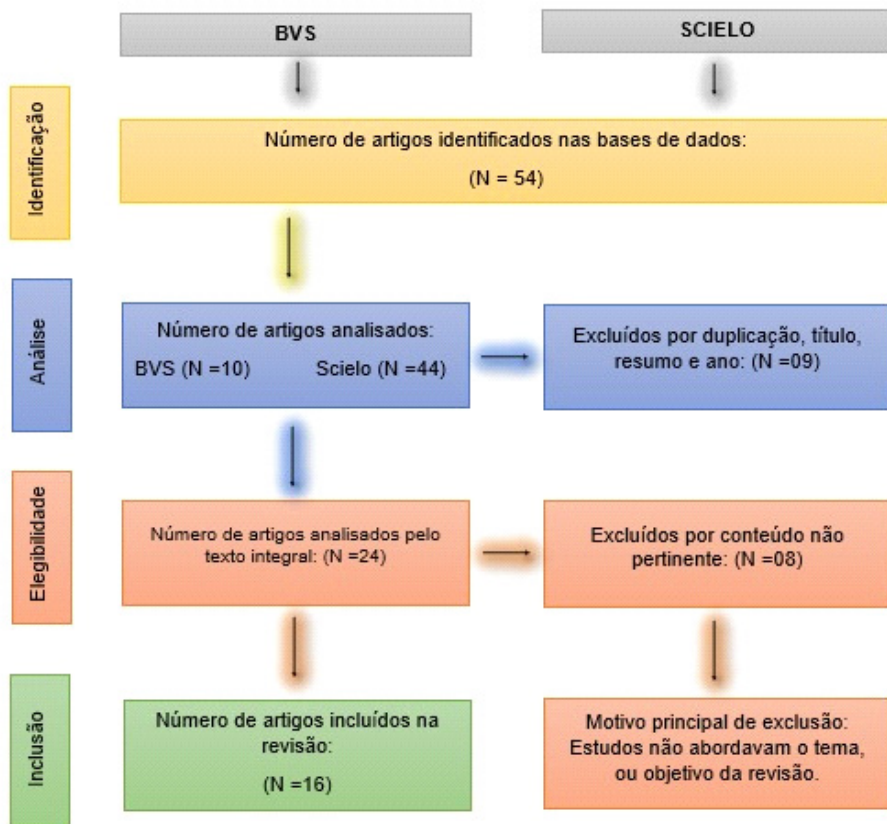 BVS
SCIELO
Identificação
Número de artigos identificados nas bases de dados:
(N = 54)
Análise
Número de artigos analisados:
BVS (N =10) Scielo (N =44)
Excluídos por duplicação, título,
resumo e ano: (N =09)
Elegibilidade
Número de artigos analisados pelo
texto integral: (N =24)
Excluídos por conteúdo não
pertinente: (N =08)
Inclusão
Número de artigos incluídos na
revisão:
(N =16)
Motivo principal de exclusão:
Estudos não abordavam o tema,
ou objetivo da revisão.